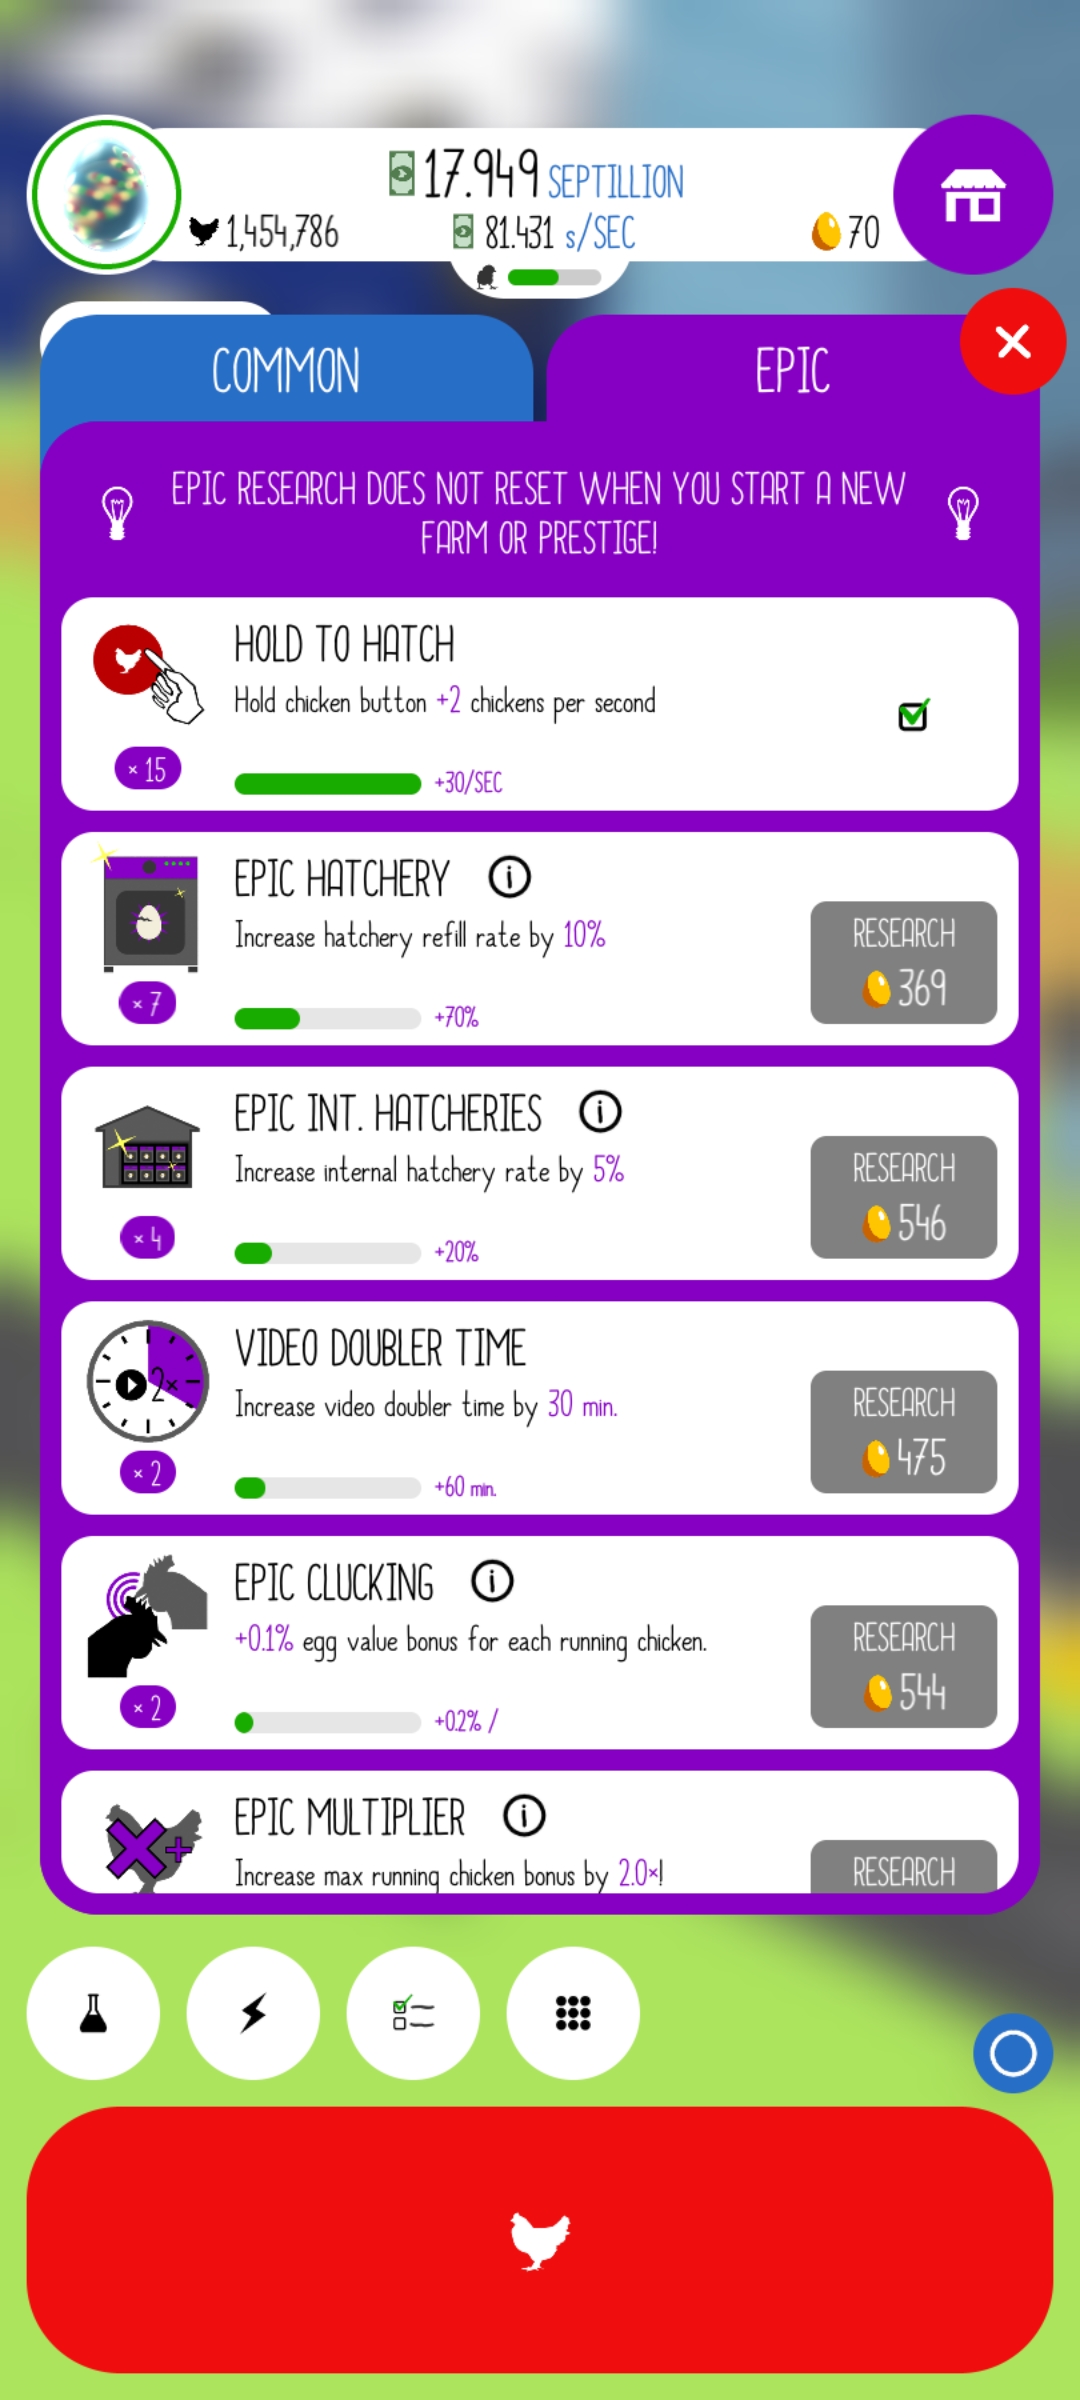 17.949 SEPTILLION
1,454,786
81.431 s/SEC
70
COMMON
EPIC
EPIC RESEARCH DOES NOT RESET WHEN YOU START A NEW
FARM OR PRESTIGE!
HOLD TO HATCH
Hold chicken button +2 chickens per second
× 15
+30/SEC
EPIC HATCHERY
Increase hatchery refill rate by 10%
RESEARCH
369
× 7
+70%
EPIC INT. HATCHERIES
Increase internal hatchery rate by 5%
RESEARCH
546
× 4
+20%
VIDEO DOUBLER TIME
2×
Increase video doubler time by 30 min.
RESEARCH
475
× 2
+60 min.
EPIC CLUCKING
+0.1% egg value bonus for each running chicken.
RESEARCH
544
× 2
+0.2% /
EPIC MULTIPLIER
Increase max running chicken bonus by 2.0×!
RESEARCH